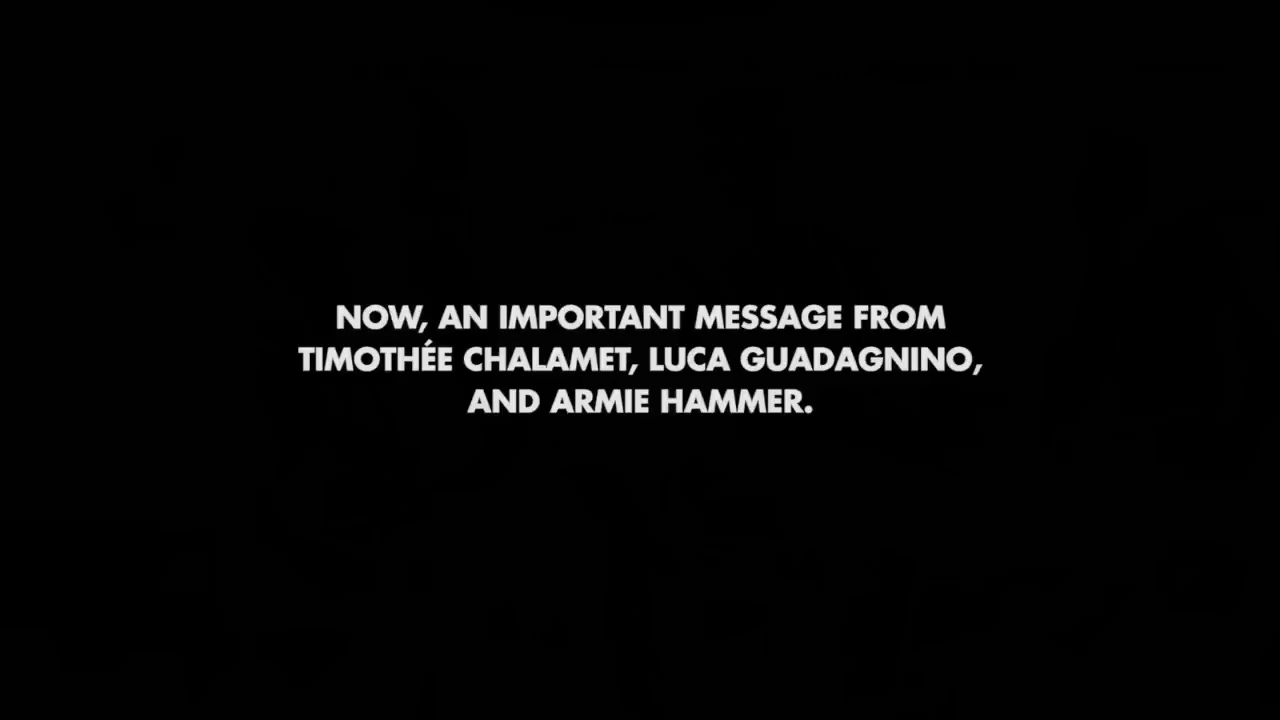 NOW, AN IMPORTANT MESSAGE FROM
TIMOTHÉE CHALAMET, LUCA GUADAGNINO,
AND ARMIE HAMMER.